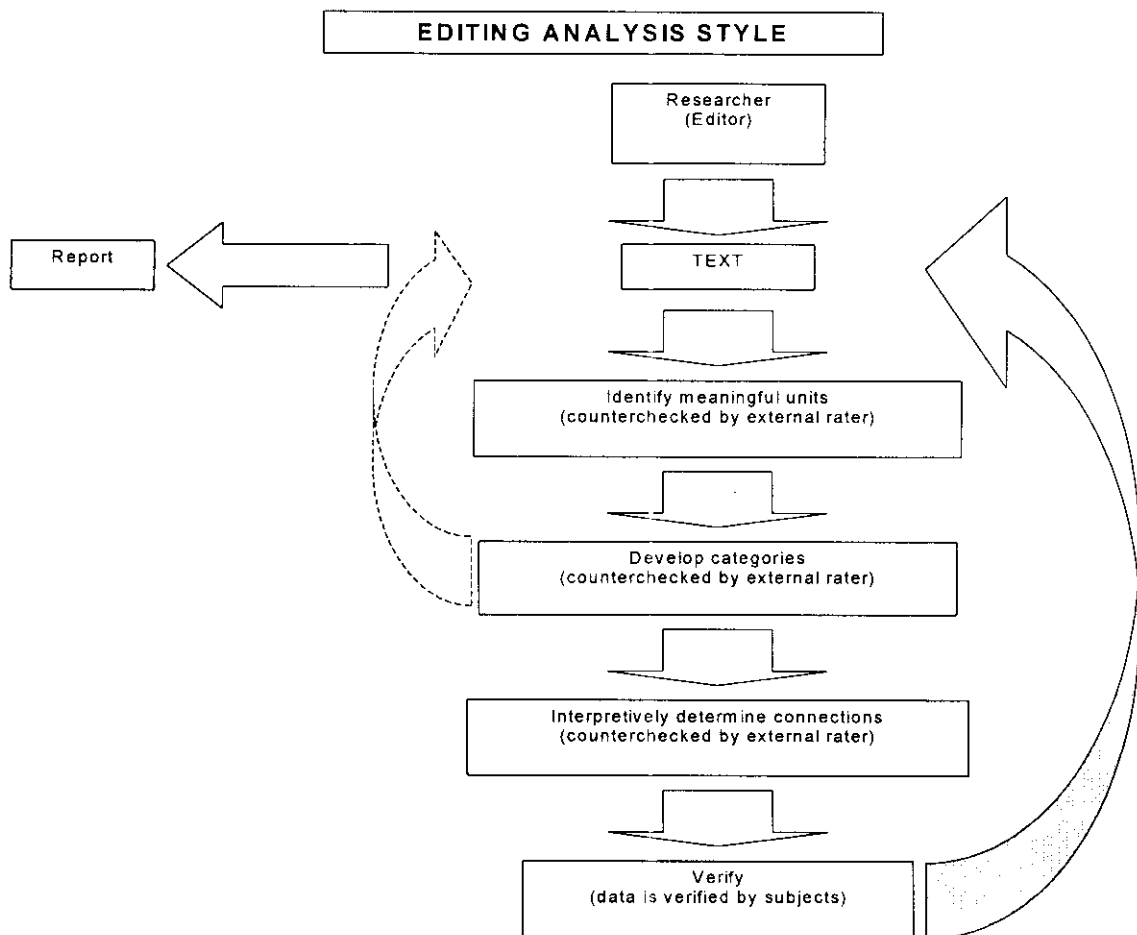 EDITING ANALYSIS STYLE
Researcher
(Editor)
Report
TEXT
Identify meaningful units
(counterchecked by external rater)
Develop categories
(counterchecked by external rater)
Interpretively determine connections
(counterchecked by external rater)
Verify
(data is verified by subjects)